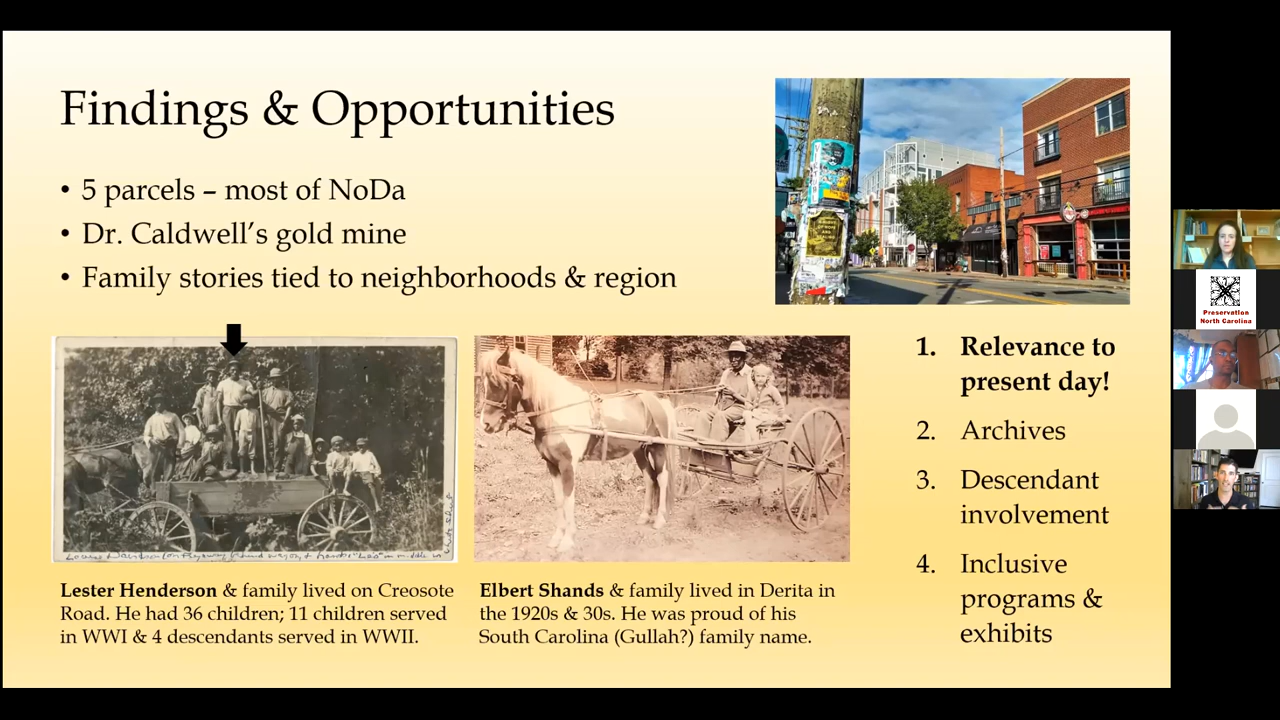 Findings & Opportunities
• 5 parcels – most of NoDa
• Dr. Caldwell's gold mine
• Family stories tied to neighborhoods & region
Lester Henderson & family lived on Creosote
Road. He had 36 children; 11 children served
in WWI & 4 descendants served in WWII.
Elbert Shands & family lived in Derita in
the 1920s & 30s. He was proud of his
South Carolina (Gullah?) family name.
1. Relevance to
present day!
2. Archives
3. Descendant
involvement
4. Inclusive
programs &
exhibits
Preservation
North Carolina